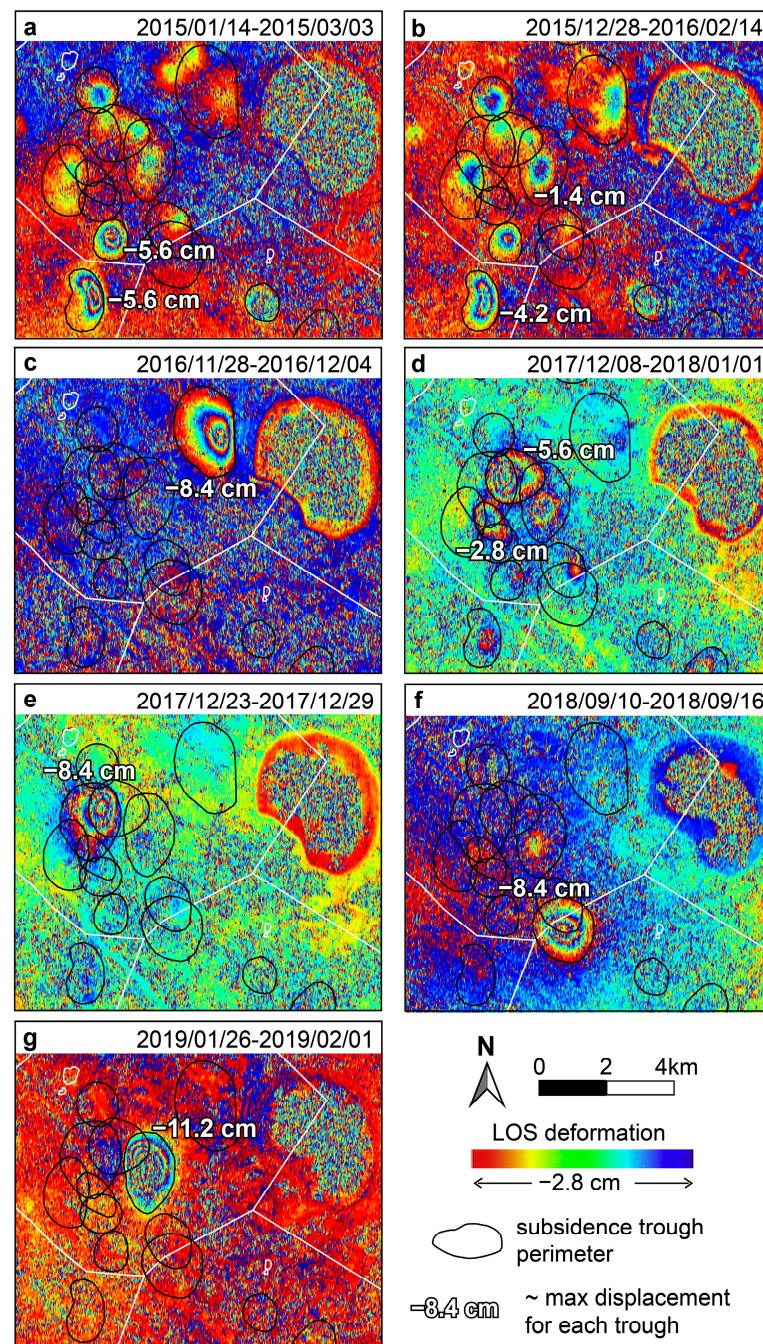 a 2015/01/14-2015/03/03
−5.6 cm
−5.6 cm
b 2015/12/28-2016/02/14
−1.4 cm
−4.2 cm
c 2016/11/28-2016/12/04
−8.4 cm
d 2017/12/08-2018/01/01
−5.6 cm
−2.8 cm
e 2017/12/23-2017/12/29
−8.4 cm
f 2018/09/10-2018/09/16
−8.4 cm
g 2019/01/26-2019/02/01
−11.2 cm
N
0 2 4km
LOS deformation
−2.8 cm
subsidence trough
perimeter
−8.4 cm
~ max displacement
for each trough